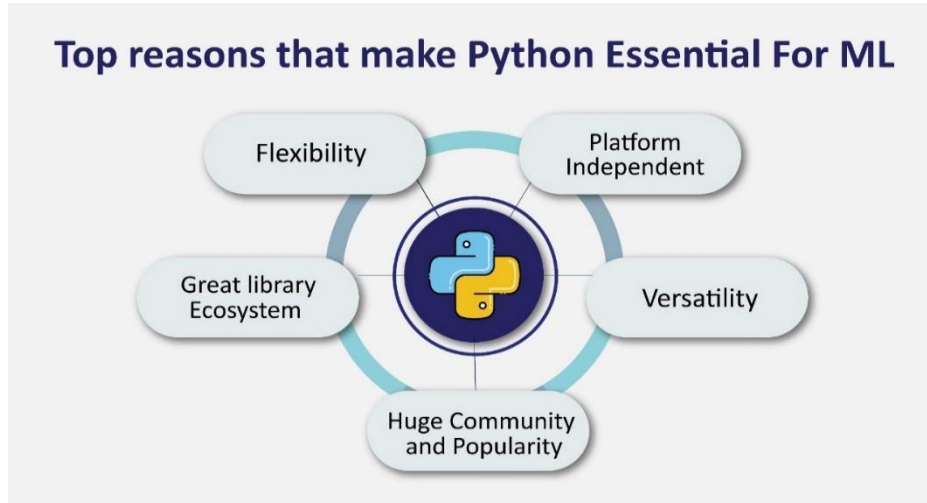 Top reasons that make Python Essential For ML
Flexibility
Platform
Independent
Great library
Ecosystem
Versatility
Huge Community
and Popularity